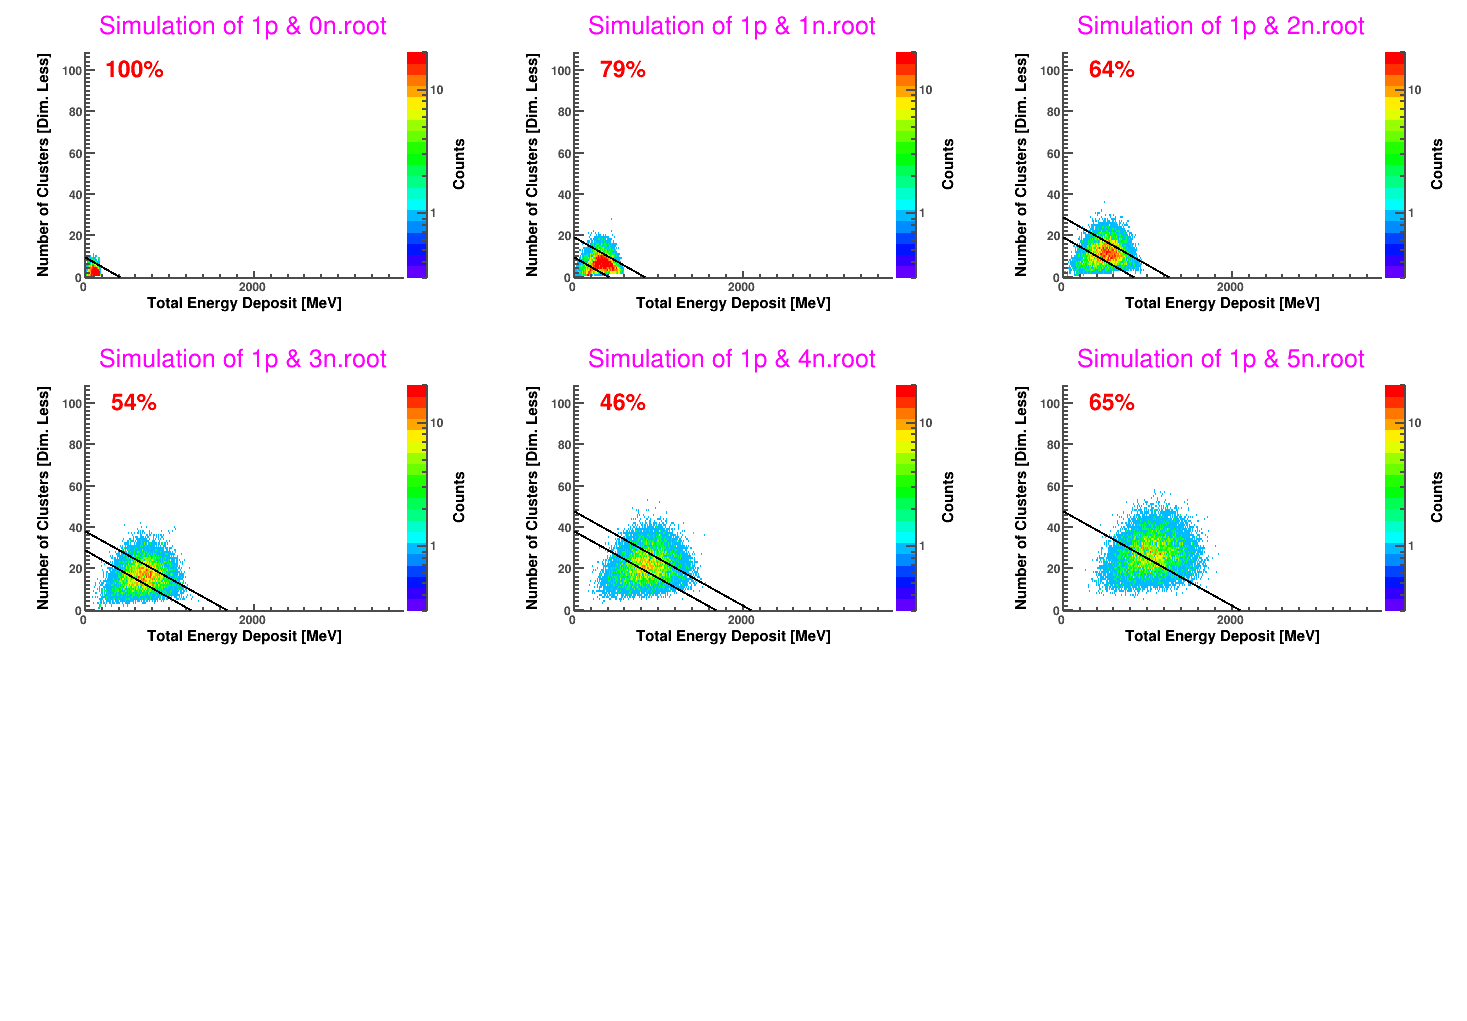 Simulation of 1p & 0n.root
100%
Number of Clusters [Dim. Less]
100
80
60
40
20
0
0
2000
Total Energy Deposit [MeV]
10
1
Counts
Simulation of 1p & 1n.root
79%
Number of Clusters [Dim. Less]
100
80
60
40
20
0
0
2000
Total Energy Deposit [MeV]
10
1
Counts
Simulation of 1p & 2n.root
64%
Number of Clusters [Dim. Less]
100
80
60
40
20
0
0
2000
Total Energy Deposit [MeV]
10
1
Counts
Simulation of 1p & 3n.root
54%
Number of Clusters [Dim. Less]
100
80
60
40
20
0
0
2000
Total Energy Deposit [MeV]
10
1
Counts
Simulation of 1p & 4n.root
46%
Number of Clusters [Dim. Less]
100
80
60
40
20
0
0
2000
Total Energy Deposit [MeV]
10
1
Counts
Simulation of 1p & 5n.root
65%
Number of Clusters [Dim. Less]
100
80
60
40
20
0
0
2000
Total Energy Deposit [MeV]
10
1
Counts